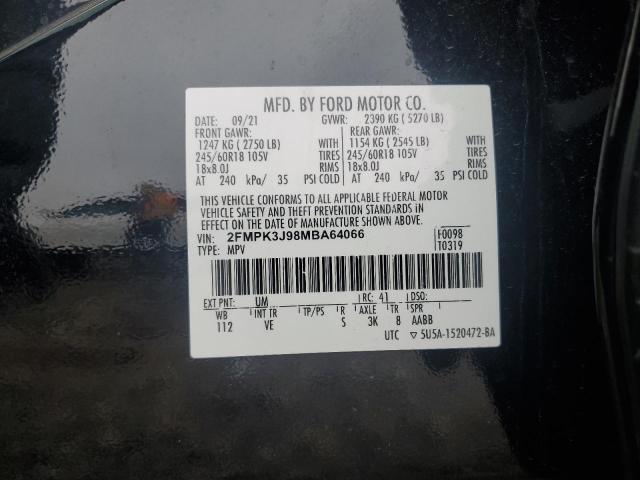 MFD. BY FORD MOTOR CO.
DATE: 09/21 GVWR: 2390 KG ( 5270 LB)
FRONT GAWR: REAR GAWR:
1247 KG ( 2750 LB) WITH 1154 KG ( 2545 LB) WITH
245/60R18 105V TIRES 245/60R18 105V TIRES
18x8.0J RIMS 18x8.0J RIMS
AT 240 kPa/ 35 PSI COLD AT 240 kPa/ 35 PSI COLD
THIS VEHICLE CONFORMS TO ALL APPLICABLE FEDERAL MOTOR
VEHICLE SAFETY AND THEFT PREVENTION STANDARDS IN
EFFECT ON THE DATE OF MANUFACTURE SHOWN ABOVE.
VIN: 2FMPK3J98MBA64066 F0098
TYPE: MPV 10319
EXT PNT: UM RC: 41 DSO:
WB INT TR TP/PS R AXLE TR SPR
112 VE S 3K 8 AABB
UTC ▽ 5U5A-1520472-BA